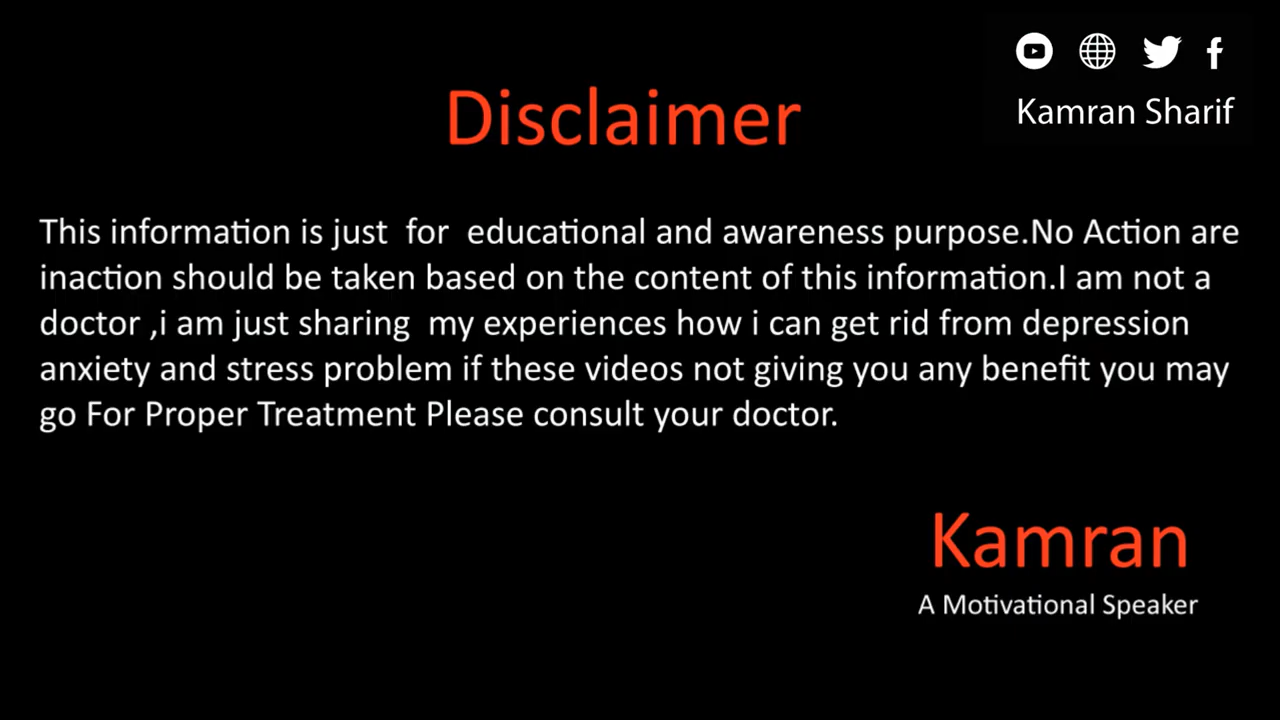 Kamran Sharif
Disclaimer
This information is just for educational and awareness purpose.No Action are
inaction should be taken based on the content of this information.I am not a
doctor ,i am just sharing my experiences how i can get rid from depression
anxiety and stress problem if these videos not giving you any benefit you may
go For Proper Treatment Please consult your doctor.
Kamran
A Motivational Speaker